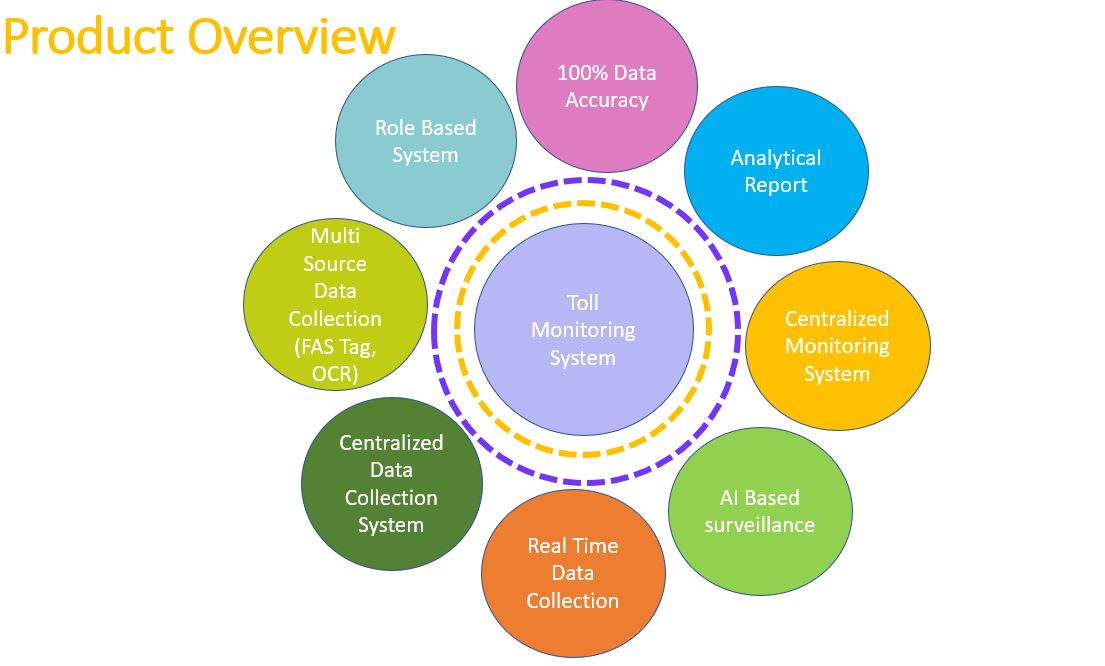 Product Overview
100% Data
Accuracy
Role Based
System
Analytical
Report
Multi
Source
Data
Collection
(FAS Tag,
OCR)
Toll
Monitoring
System
Centralized
Monitoring
System
Centralized
Data
Collection
System
AI Based
surveillance
Real Time
Data
Collection